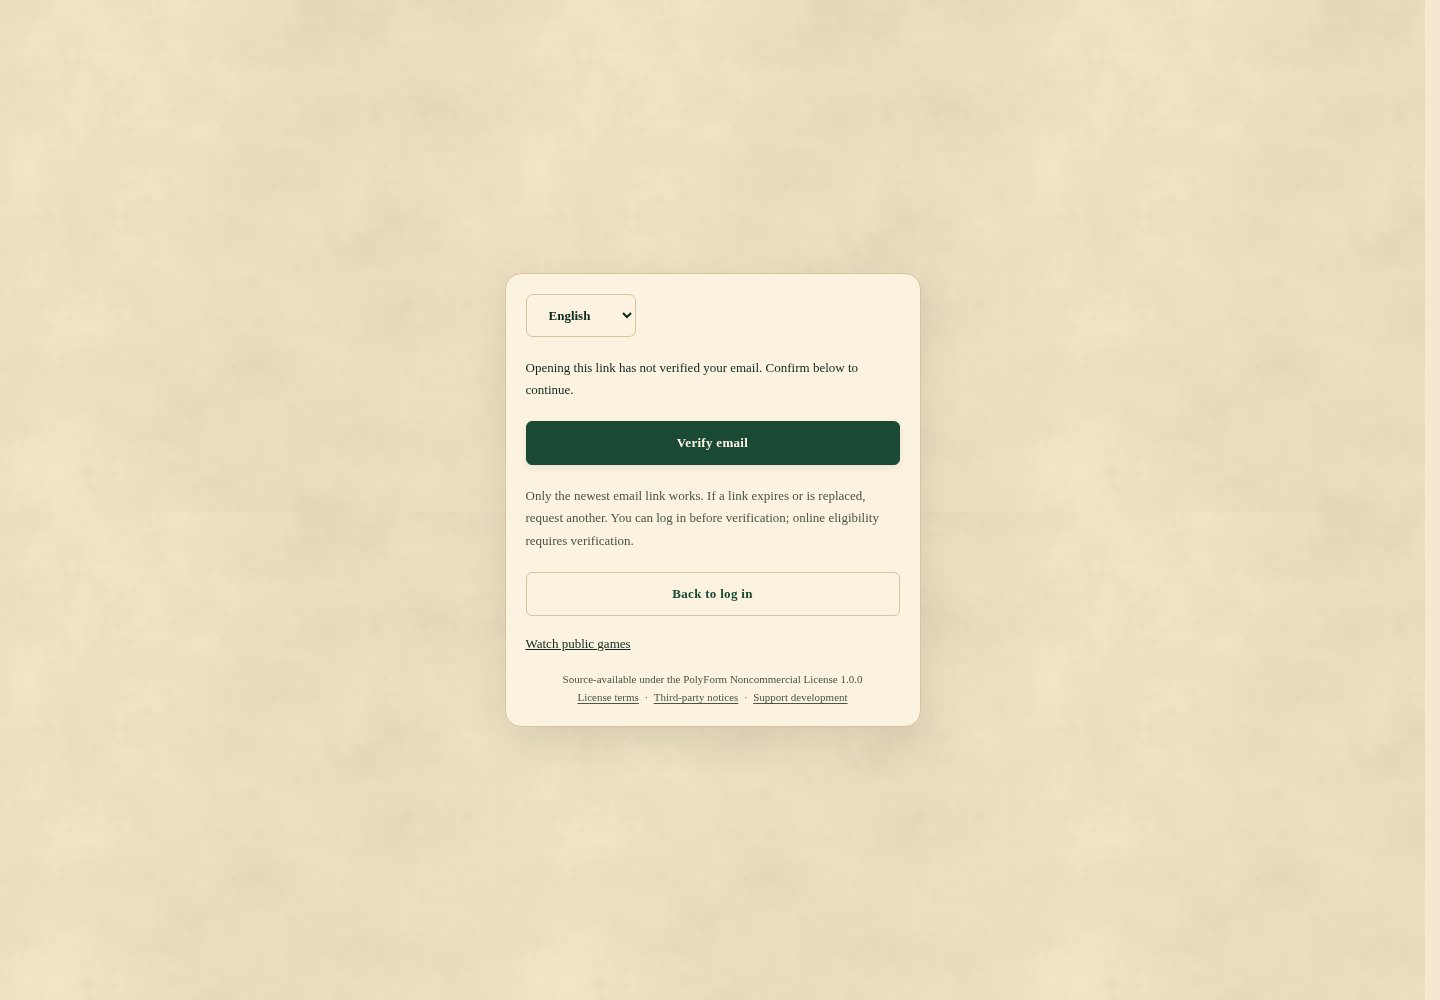 English
Opening this link has not verified your email. Confirm below to
continue.
Verify email
Only the newest email link works. If a link expires or is replaced,
request another. You can log in before verification; online eligibility
requires verification.
Back to log in
Watch public games
Source-available under the PolyForm Noncommercial License 1.0.0
License terms · Third-party notices · Support development